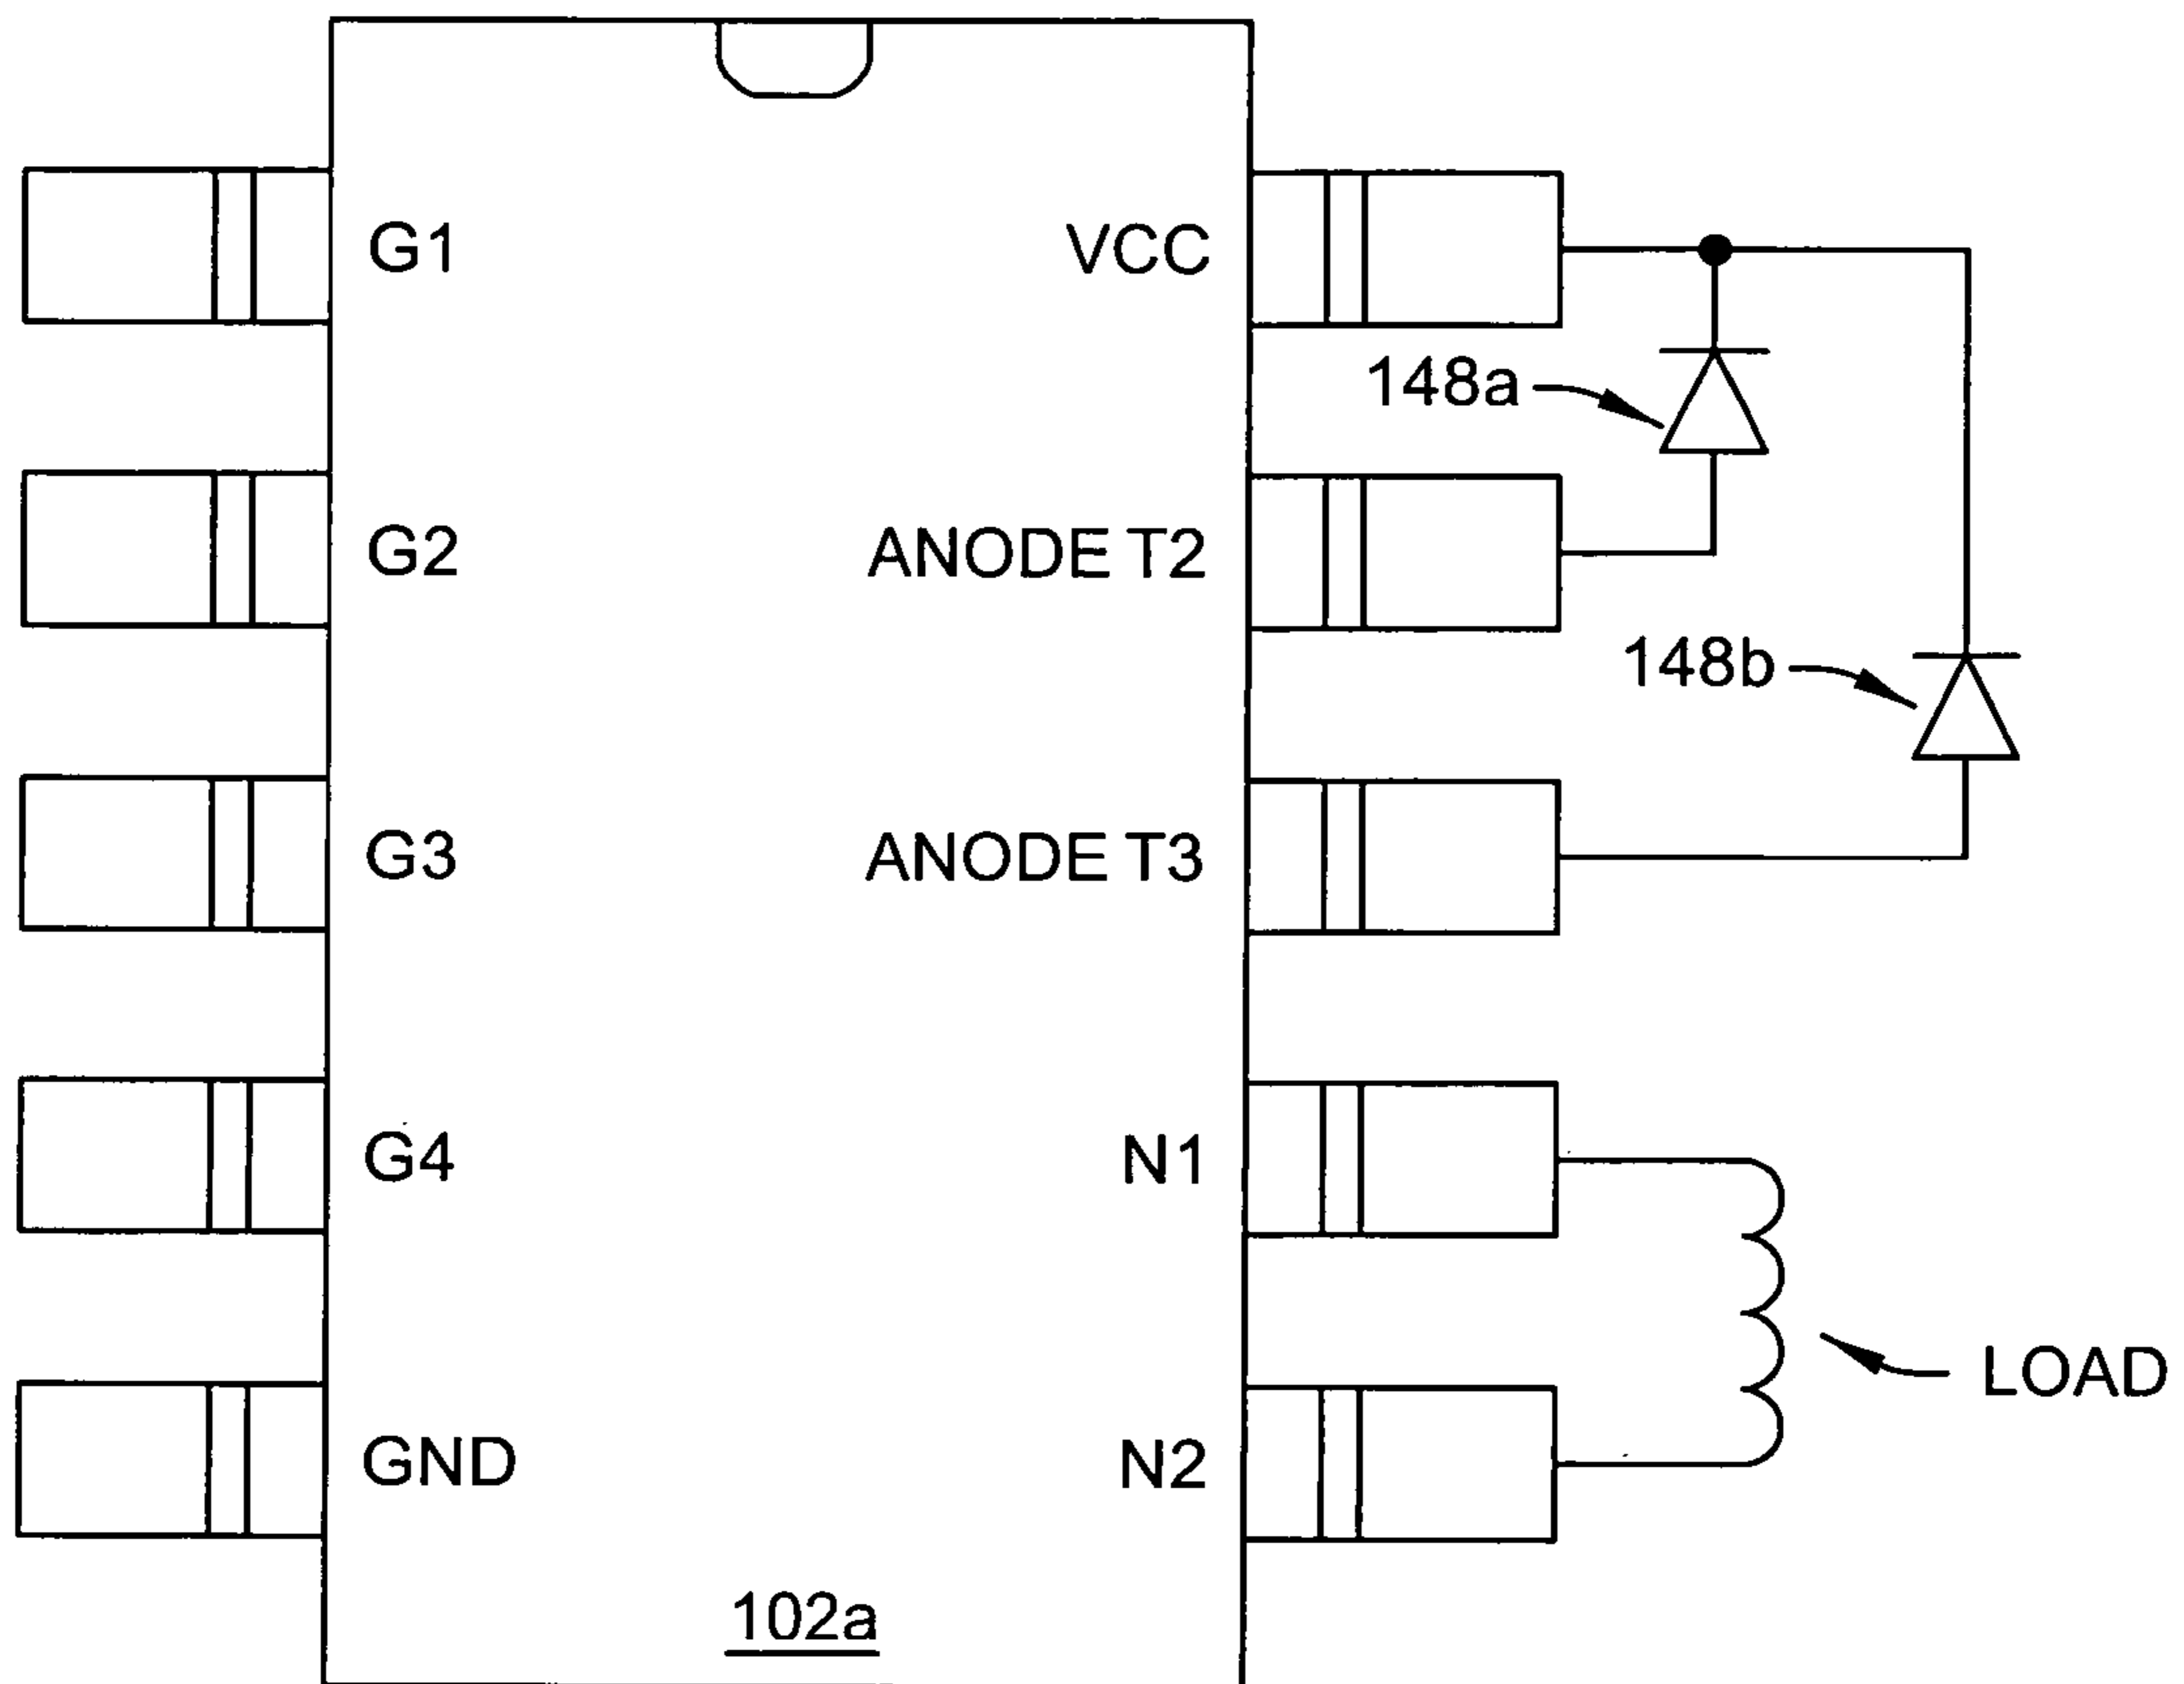 G1
VCC
148a
G2
ANODE T2
148b
G3
ANODE T3
G4
N1
LOAD
GND
N2
102a